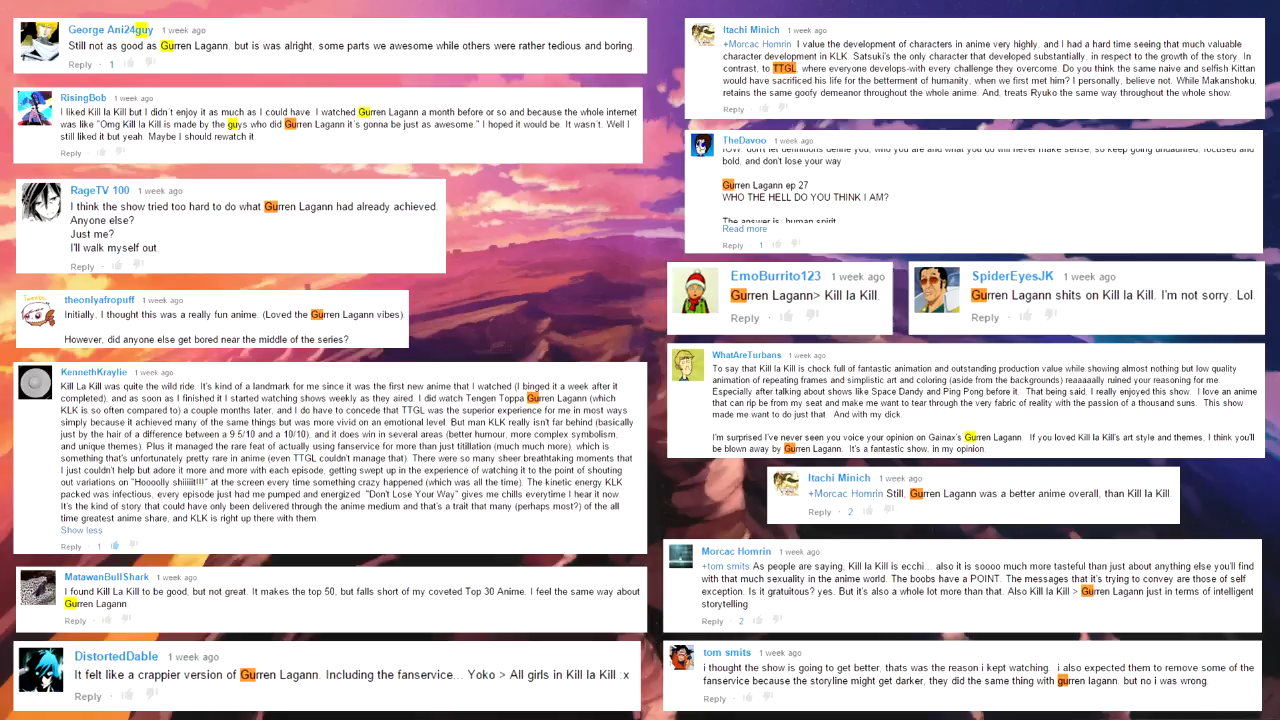 George Ani24guy 1 week ago
Still not as good as Gurren Lagann, but is was alright, some parts we awesome while others were rather tedious and boring.
Reply · 1
RisingBob 1 week ago
I liked Kill la Kill but I didn't enjoy it as much as I could have. I watched Gurren Lagann a month before or so and because the whole internet
was like "Omg Kill la Kill is made by the guys who did Gurren Lagann it's gonna be just as awesome." I hoped it would be. It wasn't. Well I
still liked it but yeah. Maybe I should rewatch it.
Reply
RageTV 100 1 week ago
I think the show tried too hard to do what Gurren Lagann had already achieved.
Anyone else?
Just me?
I'll walk myself out.
Reply ·
theonlyafropuff 1 week ago
Initially, I thought this was a really fun anime. (Loved the Gurren Lagann vibes).
However, did anyone else get bored near the middle of the series?
KennethKraylie 1 week ago
Kill La Kill was quite the wild ride. It's kind of a landmark for me since it was the first new anime that I watched (I binged it a week after it
completed), and as soon as I finished it I started watching shows weekly as they aired. I did watch Tengen Toppa Gurren Lagann (which
KLK is so often compared to) a couple months later, and I do have to concede that TTGL was the superior experience for me in most ways
simply because it achieved many of the same things but was more vivid on an emotional level. But man KLK really isn't far behind (basically
just by the hair of a difference between a 9.5/10 and a 10/10), and it does win in several areas (better humour, more complex symbolism,
and unique themes). Plus it managed the rare feat of actually using fanservice for more than just titillation (much much more), which is
something that's unfortunately pretty rare in anime (even TTGL couldn't manage that). There were so many sheer breathtaking moments that
I just couldn't help but adore it more and more with each episode, getting swept up in the experience of watching it to the point of shouting
out variations on "Hoooolly shiiiiiit!!!" at the screen every time something crazy happened (which was all the time). The kinetic energy KLK
packed was infectious, every episode just had me pumped and energized. "Don't Lose Your Way" gives me chills everytime I hear it now.
It's the kind of story that could have only been delivered through the anime medium and that's a trait that many (perhaps most?) of the all
time greatest anime share, and KLK is right up there with them.
Show less
Reply · 1
MatawanBullShark 1 week ago
I found Kill La Kill to be good, but not great. It makes the top 50, but falls short of my coveted Top 30 Anime. I feel the same way about
Gurren Lagann.
Reply ·
DistortedDable 1 week ago
It felt like a crappier version of Gurren Lagann. Including the fanservice... Yoko > All girls in Kill la Kill :x
Reply ·
Itachi Minich 1 week ago
+Morcac Homrin I value the development of characters in anime very highly, and I had a hard time seeing that much valuable
character development in KLK. Satsuki's the only character that developed substantially, in respect to the growth of the story. In
contrast, to TTGL, where everyone develops-with every challenge they overcome. Do you think the same naive and selfish Kittan
would have sacrificed his life for the betterment of humanity, when we first met him? I personally, believe not. While Makanshoku,
retains the same goofy demeanor throughout the whole anime. And, treats Ryuko the same way throughout the whole show.
Reply ·
TheDavoo 1 week ago
IOW: don't let definitions define you, who you are and what you do will never make sense, so keep going undaunted, focused and
bold, and don't lose your way
Gurren Lagann ep 27
WHO THE HELL DO YOU THINK I AM?
The answer is, human spirit
Read more
Reply · 1
EmoBurrito123 1 week ago
Gurren Lagann> Kill la Kill.
Reply ·
SpiderEyesJK 1 week ago
Gurren Lagann shits on Kill la Kill. I'm not sorry. Lol.
Reply ·
WhatAreTurbans 1 week ago
To say that Kill la Kill is chock full of fantastic animation and outstanding production value while showing almost nothing but low quality
animation of repeating frames and simplistic art and coloring (aside from the backgrounds) reaaaaally ruined your reasoning for me.
Especially after talking about shows like Space Dandy and Ping Pong before it. That being said, I really enjoyed this show. I love an anime
that can rip be from my seat and make me want to tear through the very fabric of reality with the passion of a thousand suns. This show
made me want to do just that. And with my dick.
I'm surprised I've never seen you voice your opinion on Gainax's Gurren Lagann. If you loved Kill la Kill's art style and themes, I think you'll
be blown away by Gurren Lagann. It's a fantastic show, in my opinion.
Itachi Minich 1 week ago
+Morcac Homrin Still, Gurren Lagann was a better anime overall, than Kill la Kill.
Reply · 2
Morcac Homrin 1 week ago
+tom smits As people are saying, Kill la Kill is ecchi... also it is soooo much more tasteful than just about anything else you'll find
with that much sexuality in the anime world. The boobs have a POINT. The messages that it's trying to convey are those of self
exception. Is it gratuitous? yes. But it's also a whole lot more than that. Also Kill la Kill > Gurren Lagann just in terms of intelligent
storytelling.
Reply · 2
tom smits 1 week ago
i thought the show is going to get better, thats was the reason i kept watching. i also expected them to remove some of the
fanservice because the storyline might get darker, they did the same thing with gurren lagann, but no i was wrong.
Reply ·